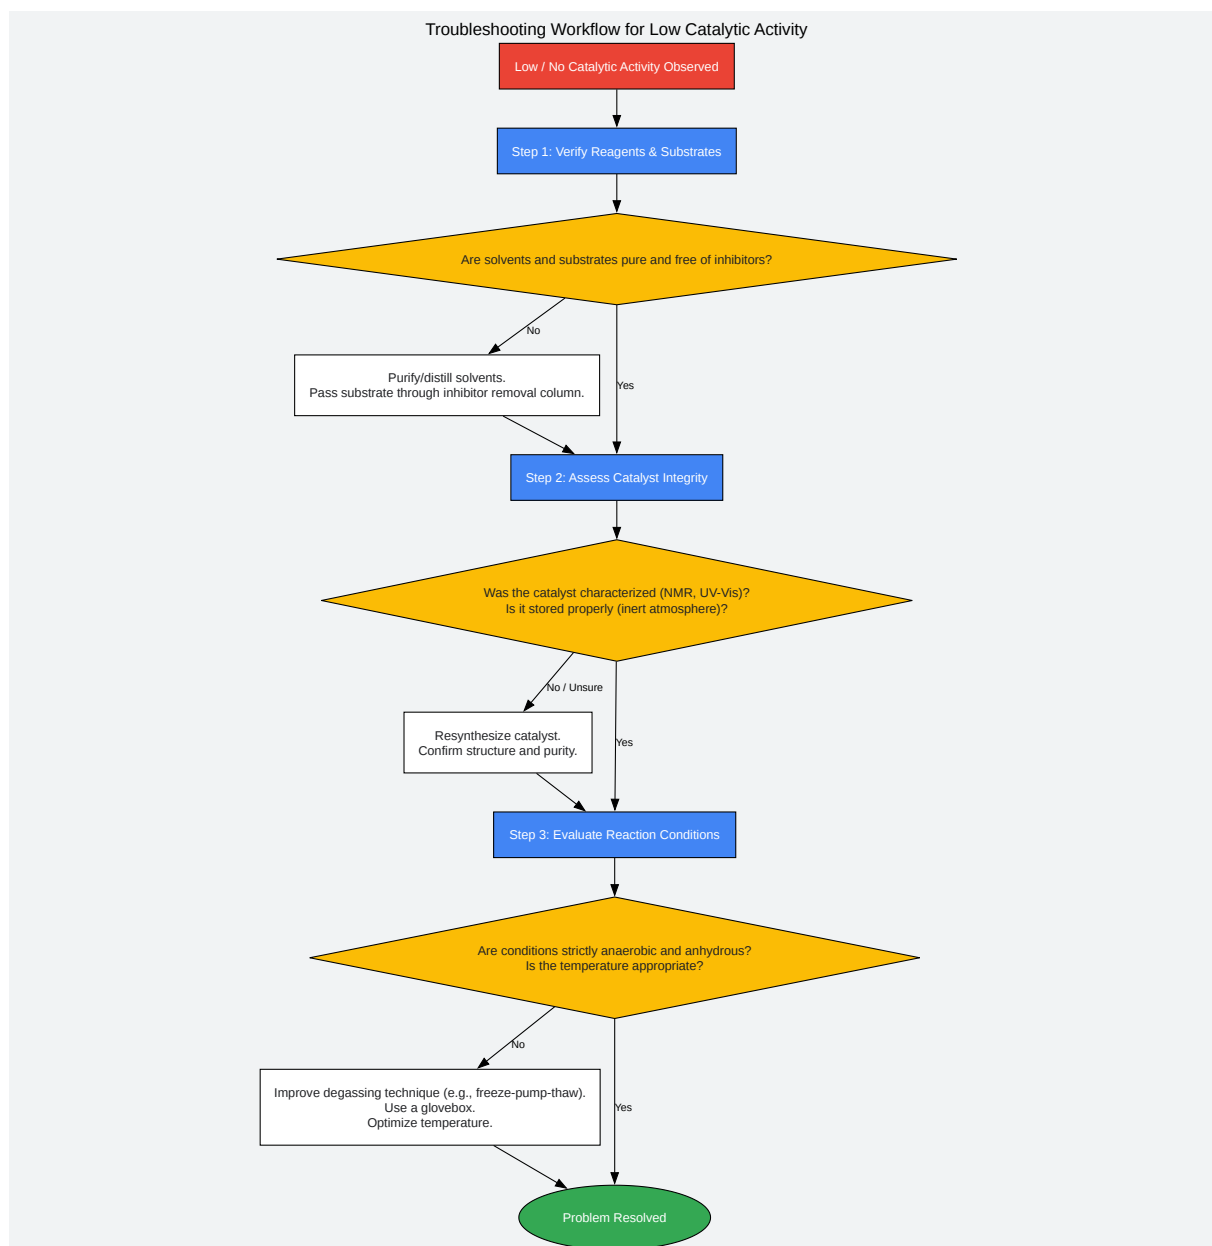 Troubleshooting Workflow for Low Catalytic Activity
Low / No Catalytic Activity Observed
Step 1: Verify Reagents & Substrates
Are solvents and substrates pure and free of inhibitors?
No
Purify/distill solvents.
Pass substrate through inhibitor removal column.
Yes
Step 2: Assess Catalyst Integrity
Was the catalyst characterized (NMR, UV-Vis)?
Is it stored properly (inert atmosphere)?
No / Unsure
Resynthesize catalyst.
Confirm structure and purity.
Yes
Step 3: Evaluate Reaction Conditions
Are conditions strictly anaerobic and anhydrous?
Is the temperature appropriate?
No
Improve degassing technique (e.g., freeze-pump-thaw).
Use a glovebox.
Optimize temperature.
Yes
Problem Resolved